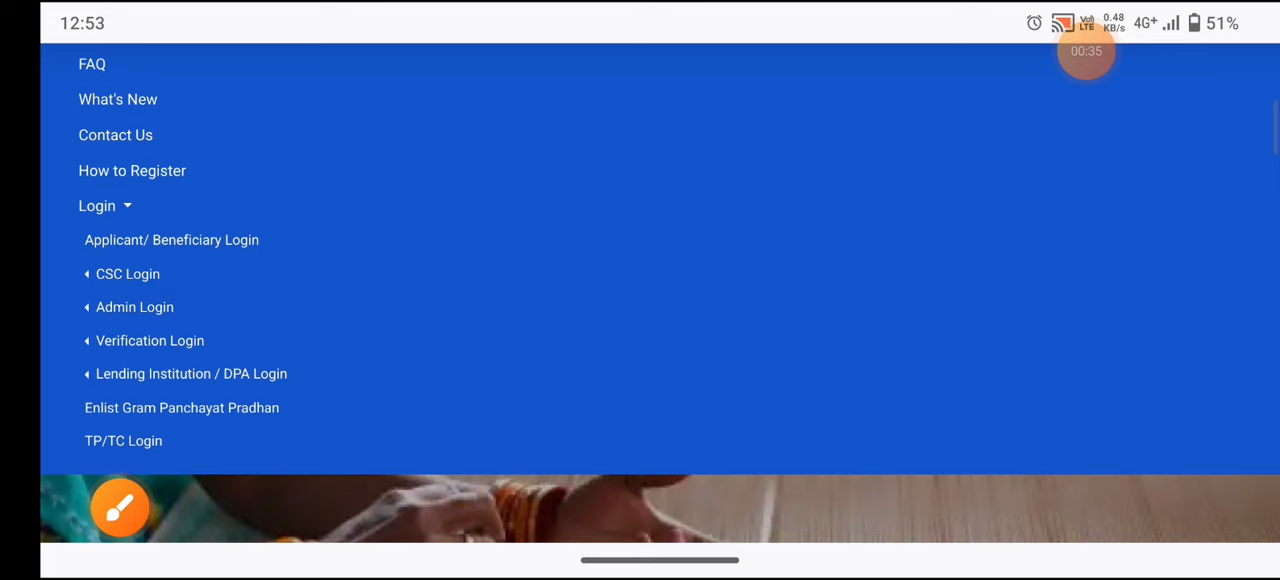 12:53
Vo) LTE 0.48 KB/s 4G+ 51%
00:35
FAQ
What's New
Contact Us
How to Register
Login
Applicant/ Beneficiary Login
CSC Login
Admin Login
Verification Login
Lending Institution / DPA Login
Enlist Gram Panchayat Pradhan
TP/TC Login